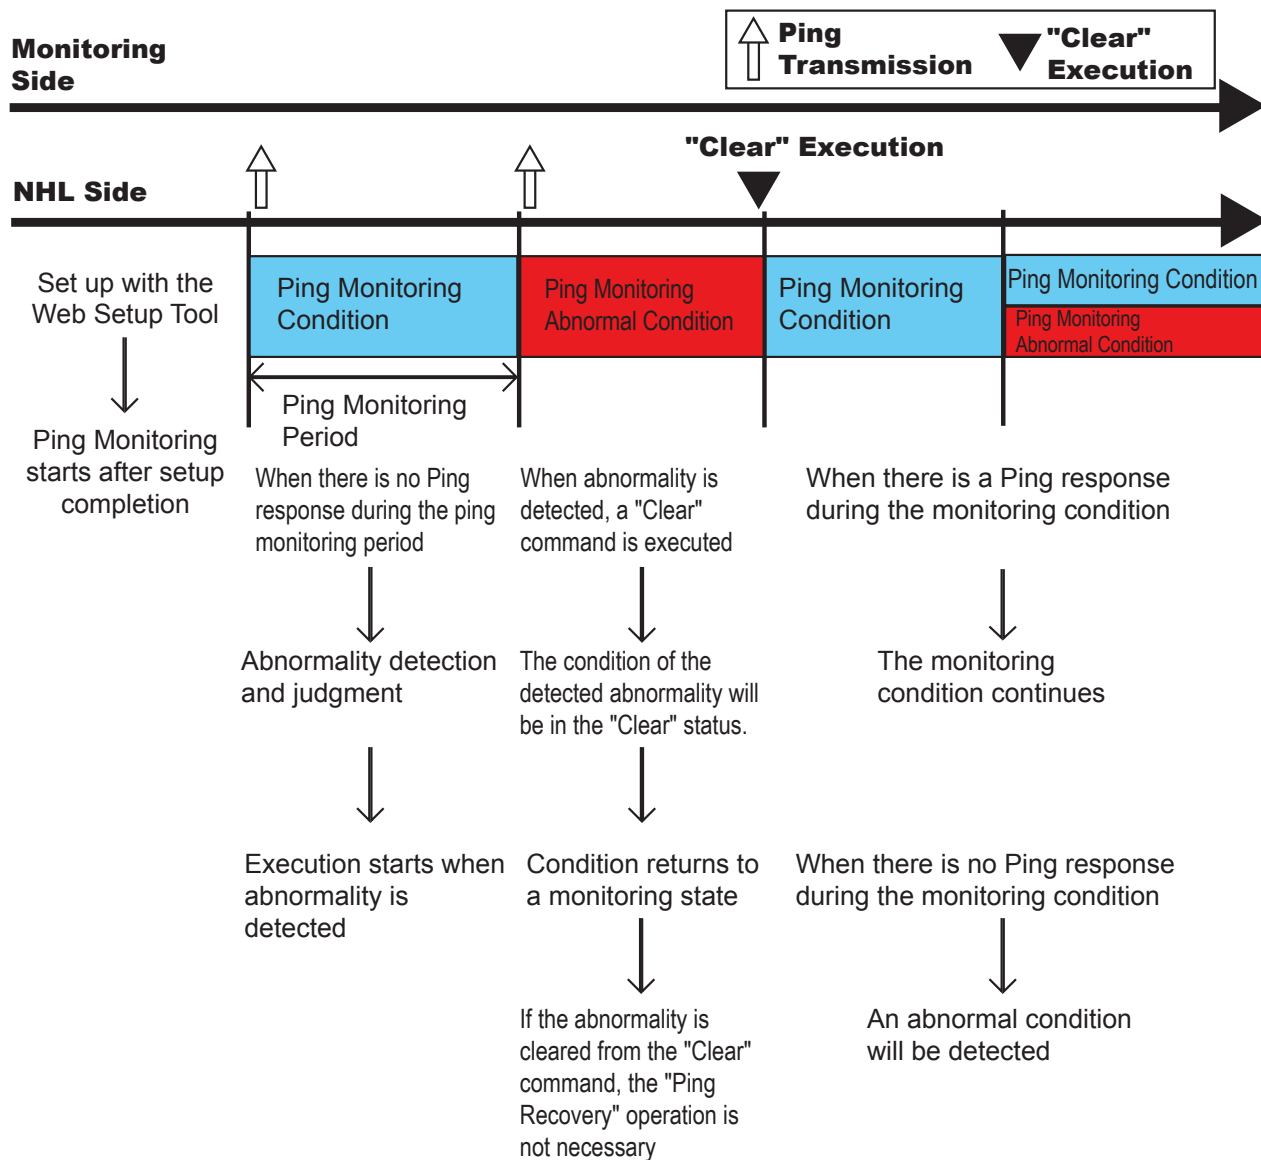 Monitoring
Side
Ping
Transmission
"Clear"
Execution
"Clear" Execution
NHL Side
Set up with the
Web Setup Tool
Ping Monitoring
starts after setup
completion
Ping Monitoring
Condition
Ping Monitoring
Abnormal Condition
Ping Monitoring
Condition
Ping Monitoring Condition
Ping Monitoring
Abnormal Condition
Ping Monitoring
Period
When there is no Ping
response during the ping
monitoring period
Abnormality detection
and judgment
Execution starts when
abnormality is
detected
When abnormality is
detected, a "Clear"
command is executed
The condition of the
detected abnormality will
be in the "Clear" status.
Condition returns to
a monitoring state
If the abnormality is
cleared from the "Clear"
command, the "Ping
Recovery" operation is
not necessary
When there is a Ping response
during the monitoring condition
The monitoring
condition continues
When there is no Ping response
during the monitoring condition
An abnormal condition
will be detected